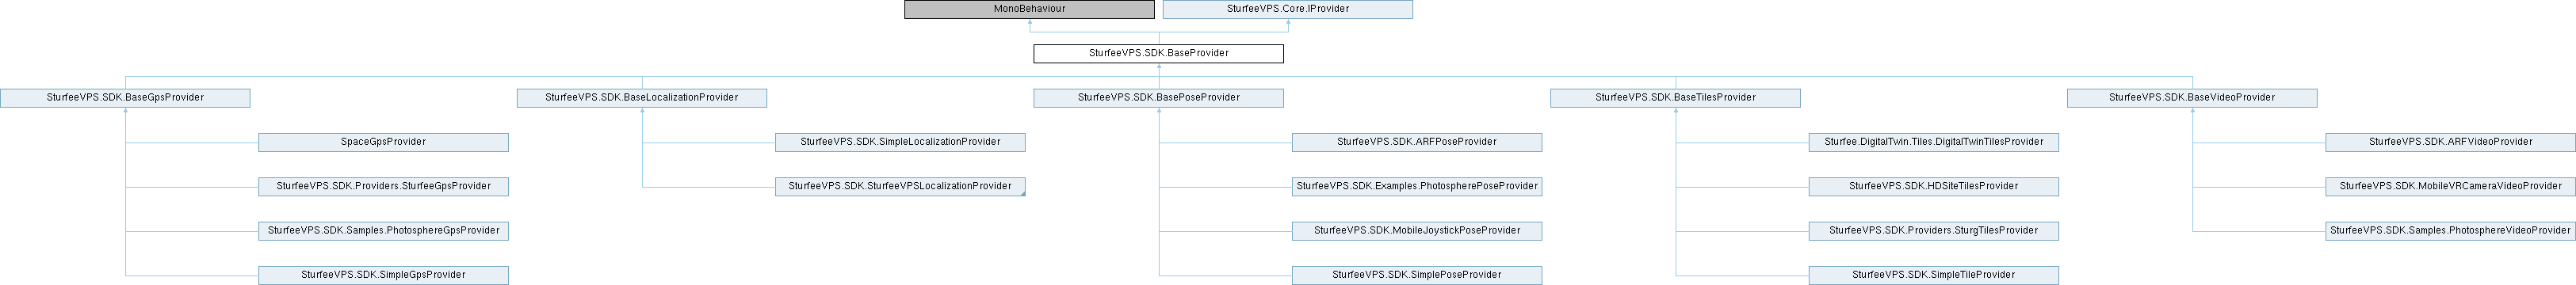 MonoBehaviour
SturfeeVPS.Core.IProvider
SturfeeVPS.SDK.BaseProvider
SturfeeVPS.SDK.BaseGpsProvider
SturfeeVPS.SDK.BaseLocalizationProvider
SturfeeVPS.SDK.BasePoseProvider
SturfeeVPS.SDK.BaseTilesProvider
SturfeeVPS.SDK.BaseVideoProvider
SpaceGpsProvider
SturfeeVPS.SDK.SimpleLocalizationProvider
SturfeeVPS.SDK.ARFPoseProvider
Sturfee.DigitalTwin.Tiles.DigitalTwinTilesProvider
SturfeeVPS.SDK.ARFVideoProvider
SturfeeVPS.SDK.Providers.SturfeeGpsProvider
SturfeeVPS.SDK.SturfeeVPSLocalizationProvider
SturfeeVPS.SDK.Examples.PhotospherePoseProvider
SturfeeVPS.SDK.HDSiteTilesProvider
SturfeeVPS.SDK.MobileVRCameraVideoProvider
SturfeeVPS.SDK.Samples.PhotosphereGpsProvider
SturfeeVPS.SDK.MobileJoystickPoseProvider
SturfeeVPS.SDK.Providers.SturgTilesProvider
SturfeeVPS.SDK.Samples.PhotosphereVideoProvider
SturfeeVPS.SDK.SimpleGpsProvider
SturfeeVPS.SDK.SimplePoseProvider
SturfeeVPS.SDK.SimpleTileProvider